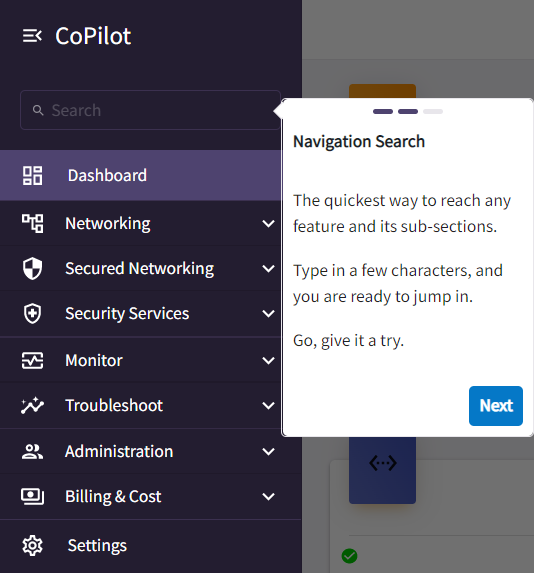 CoPilot
Search
Dashboard
Networking
Secured Networking
Security Services
Monitor
Troubleshoot
Administration
Billing & Cost
Settings
Navigation Search
The quickest way to reach any
feature and its sub-sections.
Type in a few characters, and
you are ready to jump in.
Go, give it a try.
Next